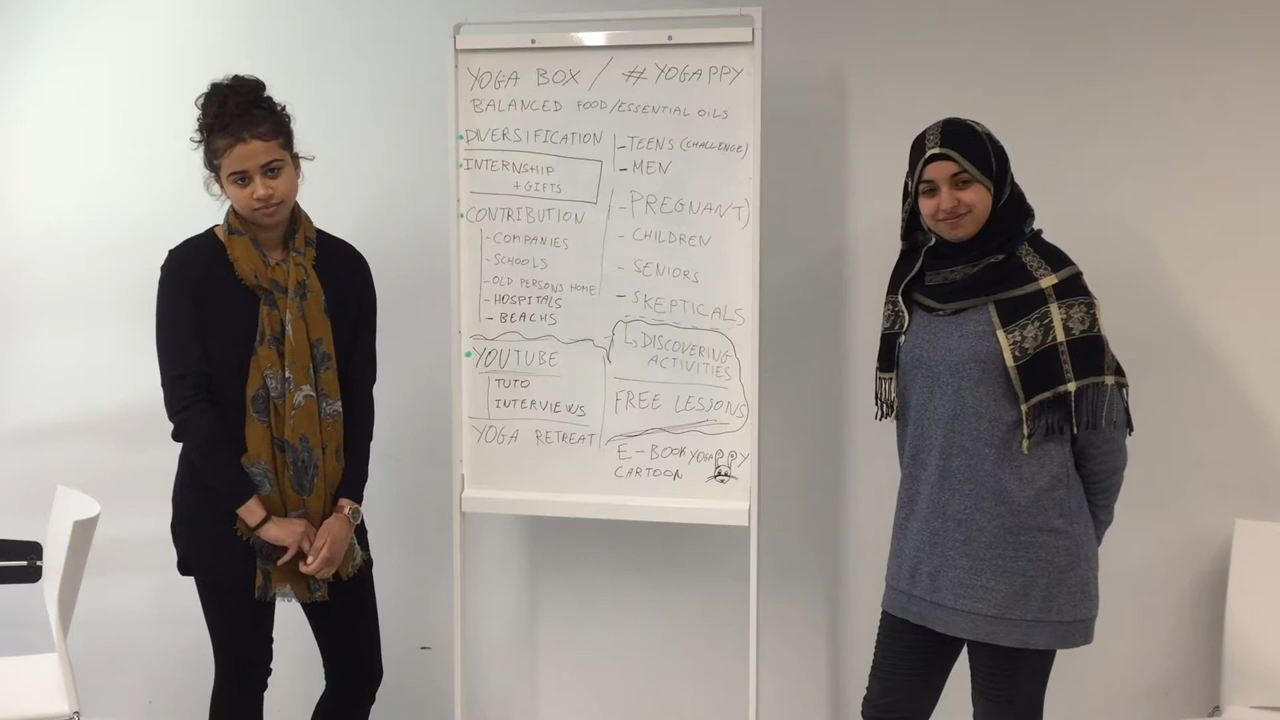 YOGA BOX / #YOGAPPY
BALANCED FOOD/ESSENTIAL OILS
DIVERSIFICATION
INTERNSHIP
+ GIFTS
CONTRIBUTION
- COMPANIES
- SCHOOLS
- OLD PERSONS HOME
- HOSPITALS
- BEACHS
YOUTUBE
TUTO
INTERVIEWS
YOGA RETREAT
- TEENS (CHALLENGE)
- MEN
- PREGNANT)
- CHILDREN
- SENIORS
- SKEPTICALS
↳ DISCOVERING
ACTIVITIES
FREE LESSONS
E-BOOK YOGAPPY
CARTOON